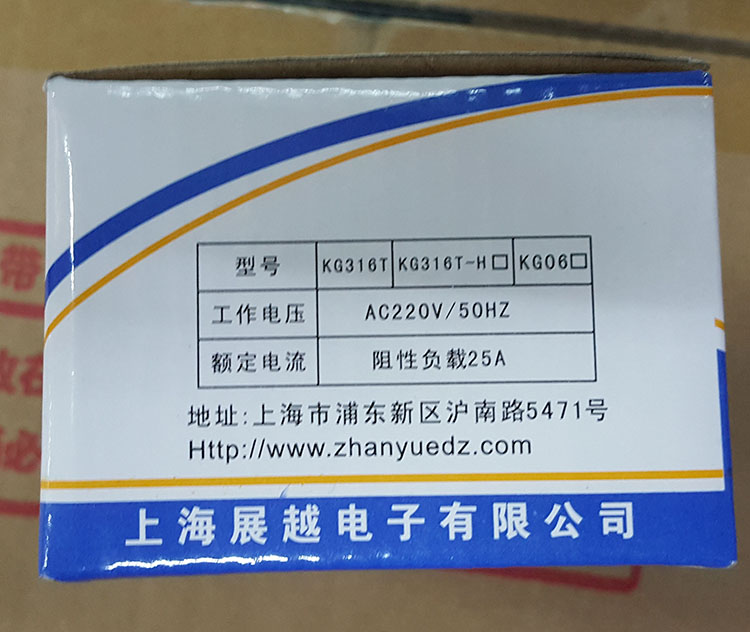 型号 KG316T KG316T-H□ KG06□
工作电压 AC220V/50HZ
额定电流 阻性负载25A
地址:上海市浦东新区沪南路5471号
Http://www.zhanyuedz.com
上海展越电子有限公司
带
必